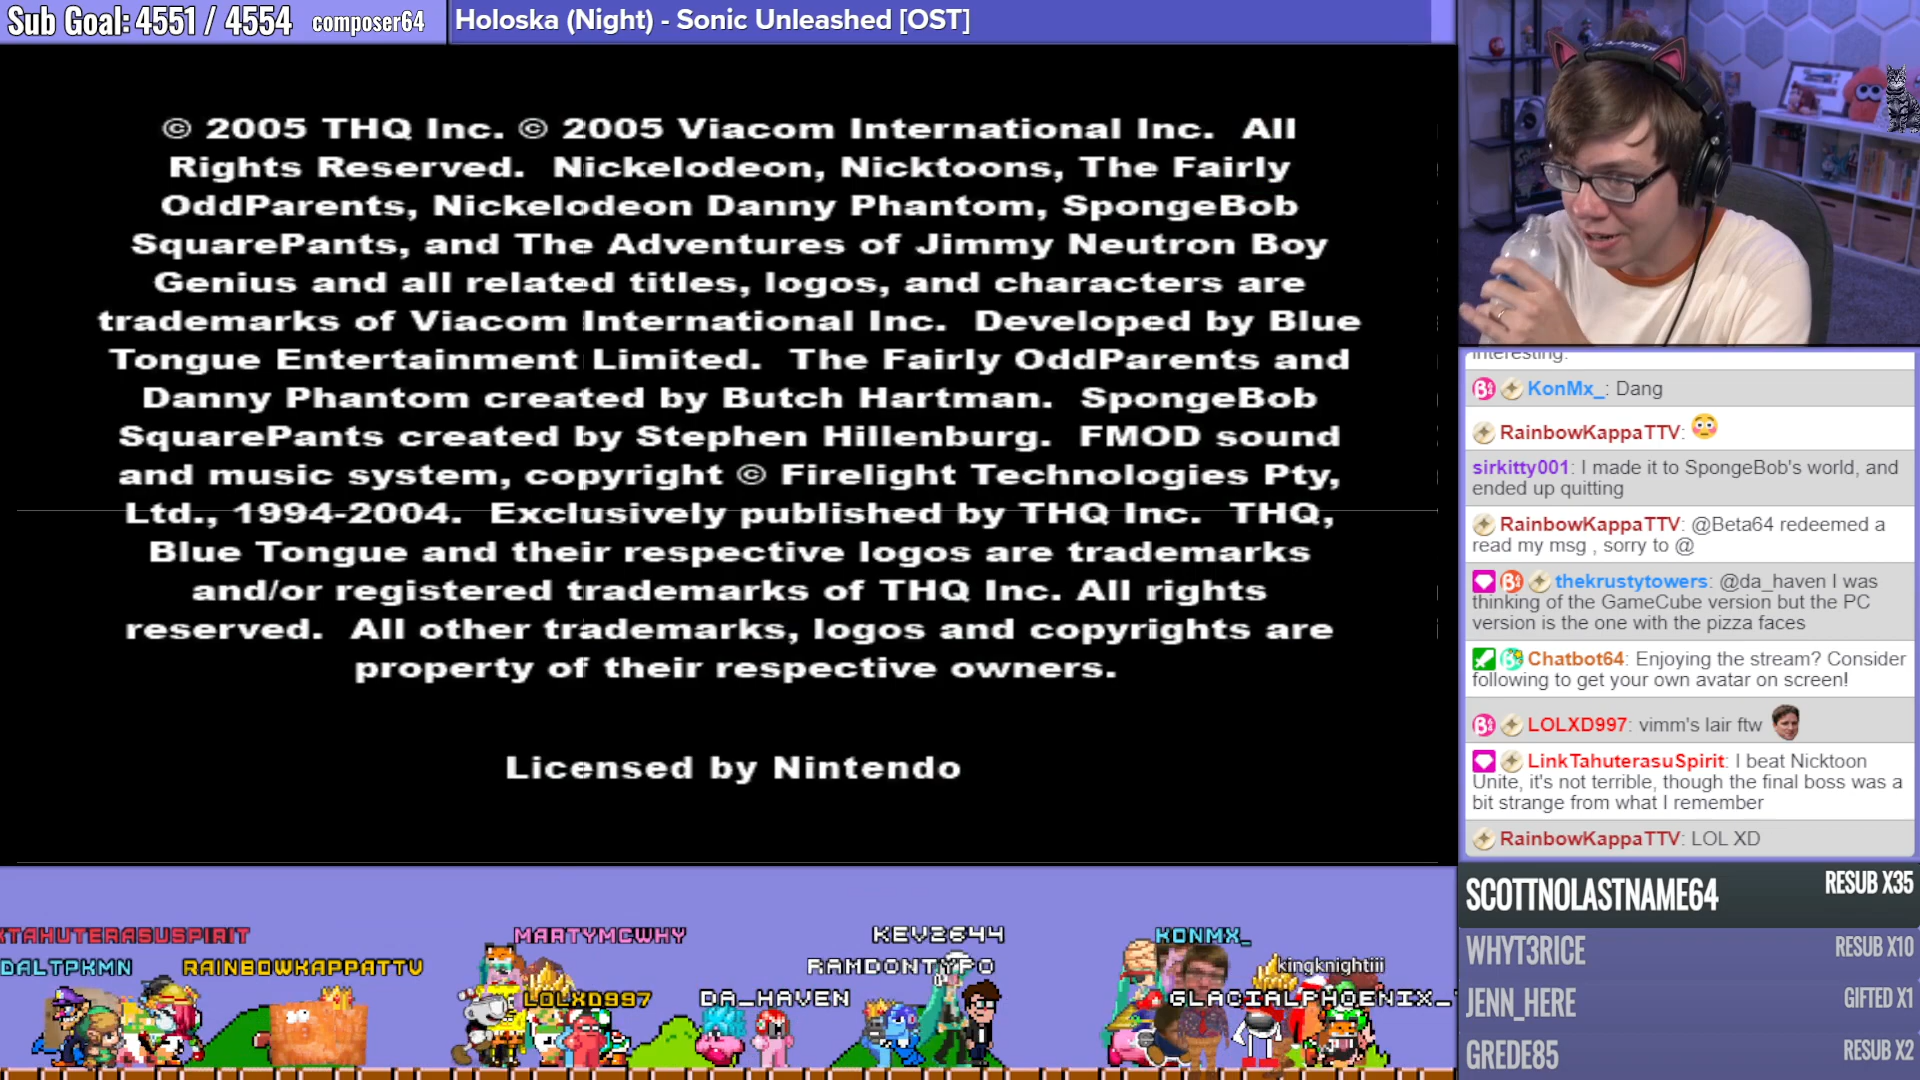 Sub Goal: 4551 / 4554 composer64
Holoska (Night) - Sonic Unleashed [OST]
© 2005 THQ Inc. © 2005 Viacom International Inc. All
Rights Reserved. Nickelodeon, Nicktoons, The Fairly
OddParents, Nickelodeon Danny Phantom, SpongeBob
SquarePants, and The Adventures of Jimmy Neutron Boy
Genius and all related titles, logos, and characters are
trademarks of Viacom International Inc. Developed by Blue
Tongue Entertainment Limited. The Fairly OddParents and
Danny Phantom created by Butch Hartman. SpongeBob
SquarePants created by Stephen Hillenburg. FMOD sound
and music system, copyright © Firelight Technologies Pty,
Ltd., 1994-2004. Exclusively published by THQ Inc. THQ,
Blue Tongue and their respective logos are trademarks
and/or registered trademarks of THQ Inc. All rights
reserved. All other trademarks, logos and copyrights are
property of their respective owners.
Licensed by Nintendo
interesting.
KonMx_: Dang
RainbowKappaTTV:
sirkitty001: I made it to SpongeBob's world, and
ended up quitting
RainbowKappaTTV: @Beta64 redeemed a
read my msg , sorry to @
thekrustytowers: @da_haven I was
thinking of the GameCube version but the PC
version is the one with the pizza faces
Chatbot64: Enjoying the stream? Consider
following to get your own avatar on screen!
LOLXD997: vimm's lair ftw
LinkTahuterasuSpirit: I beat Nicktoon
Unite, it's not terrible, though the final boss was a
bit strange from what I remember
RainbowKappaTTV: LOL XD
SCOTTNOLASTNAME64 RESUB X35
WHYT3RICE RESUB X10
JENN_HERE GIFTED X1
GREDE85 RESUB X2
KTAHUTERASUSPIRIT
MARTYMCWHY
KEV2644
KONMX_
DALTPKMN
RAINBOWKAPPATTV
RAMDONTYPO
kingknightiii
LOLXD997
DA_HAVEN
GLACIALPHOENIX_